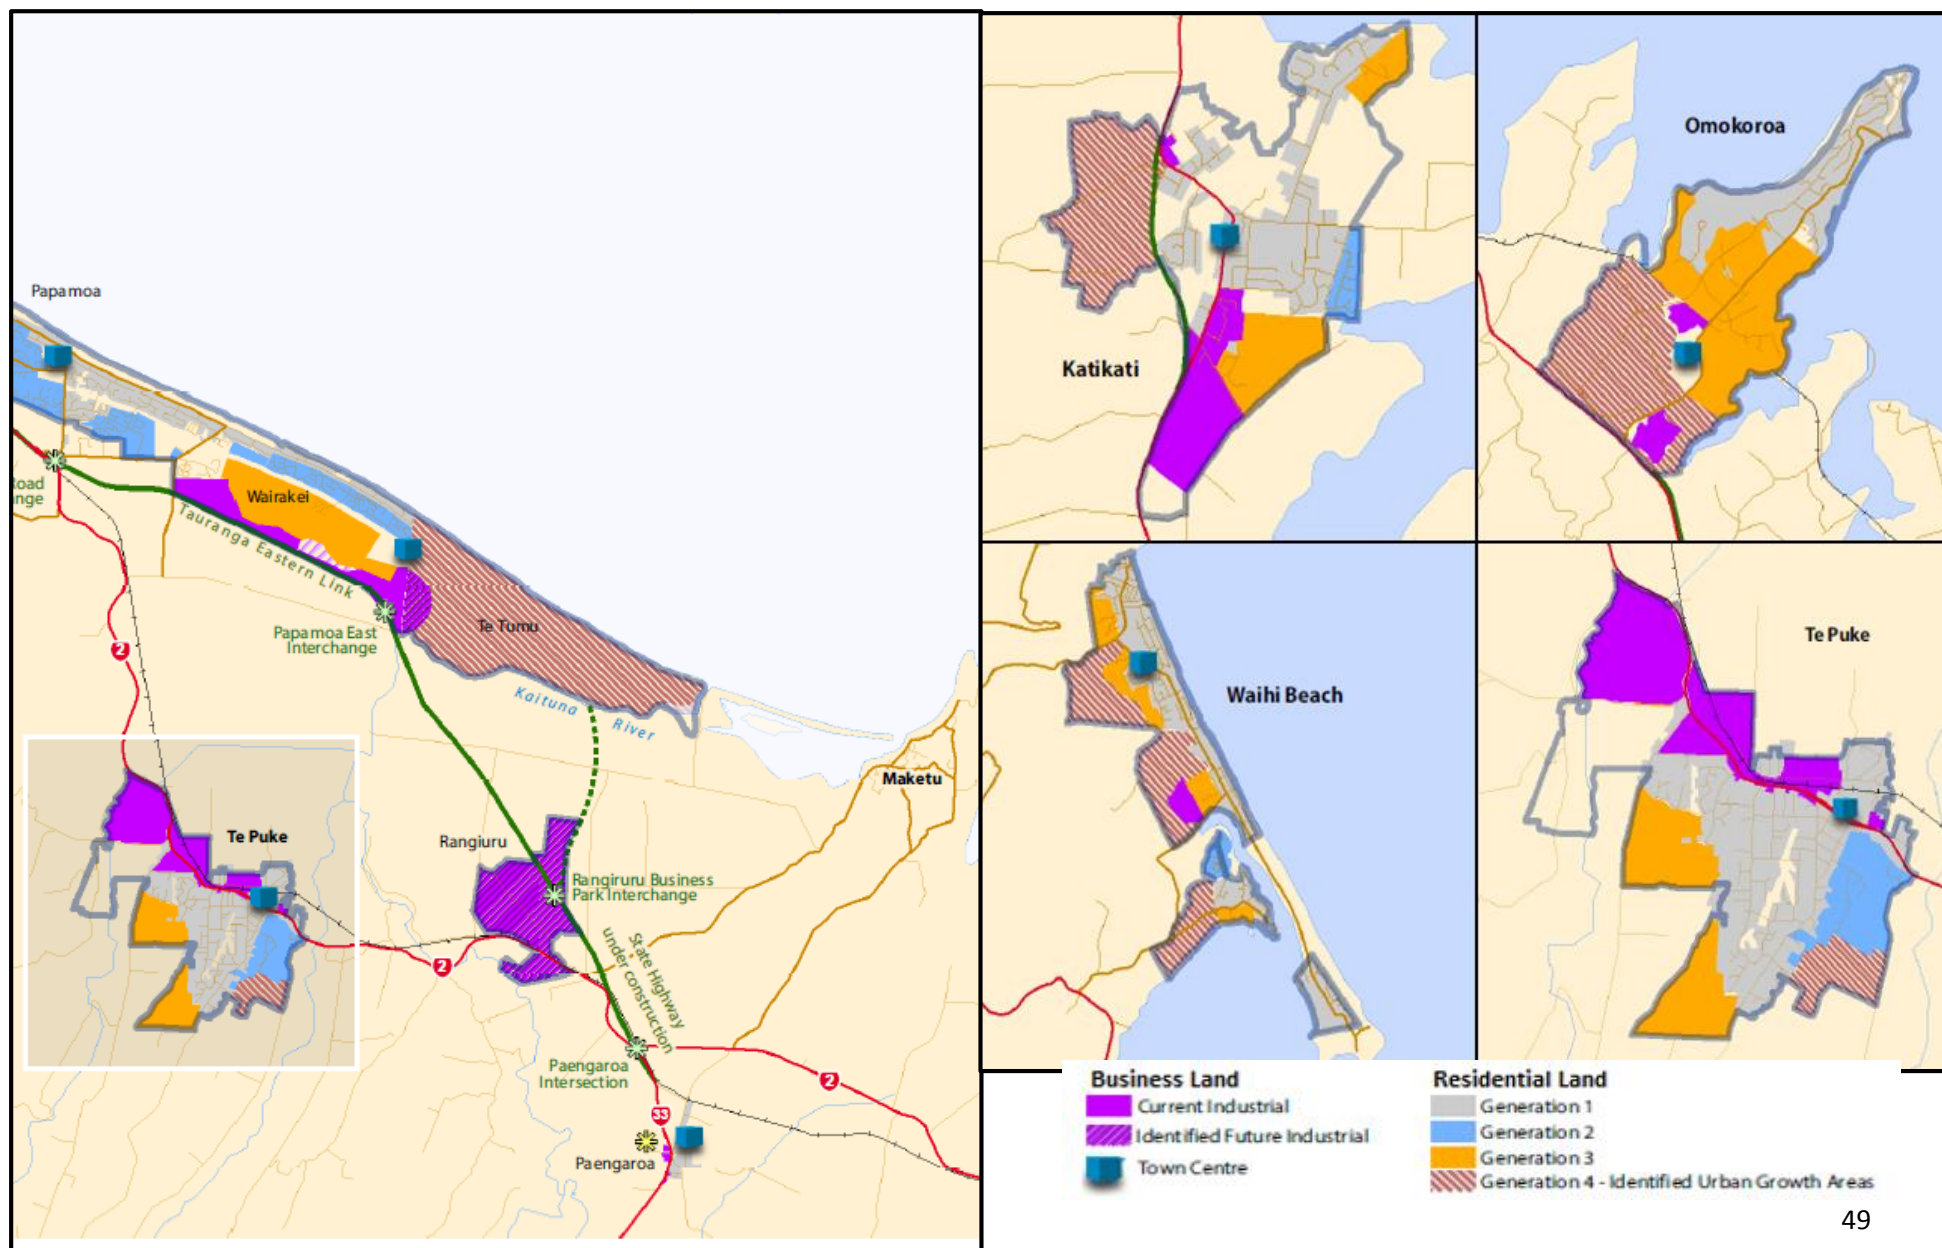 Papamoa
Road
nge
Wairakei
Tauranga Eastern Link
Papamoa East
Interchange
Te Tumu
Kaituna River
2
Maketu
Te Puke
Rangiuru
Rangiruru Business
Park Interchange
2
State Highway
under construction
Paengaroa
Intersection
2
33
Paengaroa
Katikati
Omokoroa
Waihi Beach
Te Puke
Business Land
Current Industrial
Identified Future Industrial
Town Centre
Residential Land
Generation 1
Generation 2
Generation 3
Generation 4 - Identified Urban Growth Areas
49